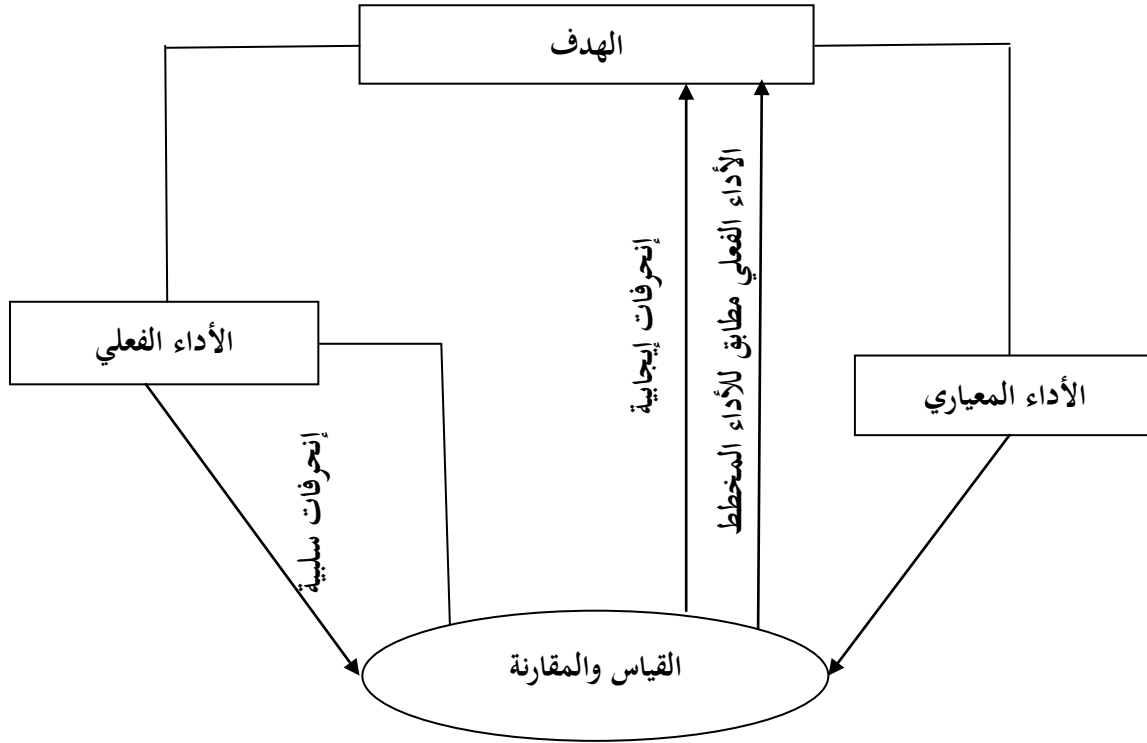 الهدف
الأداء الفعلي مطابق للأداء المخطط
إنحرفات إيجابية
الأداء الفعلي
الأداء المعياري
إنحرفات سلبية
القياس والمقارنة